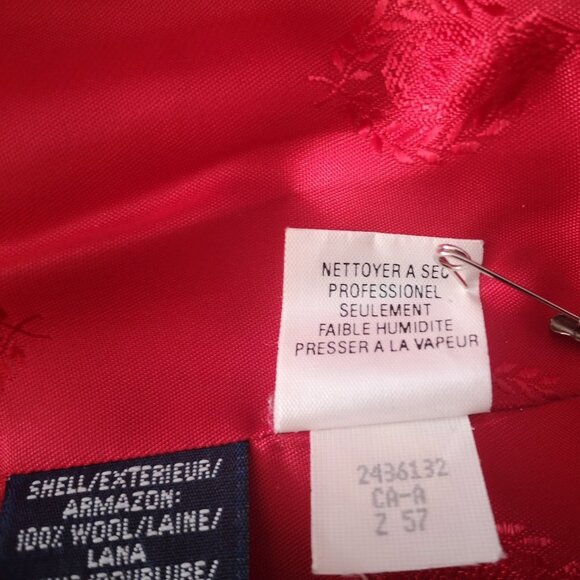 NETTOYER A SEC
PROFESSIONEL
SEULEMENT
FAIBLE HUMIDITE
PRESSER A LA VAPEUR
2436132
CA-A
Z 57
SHELL/EXTERIEUR/
ARMAZON:
100% WOOL/LAINE/
LANA